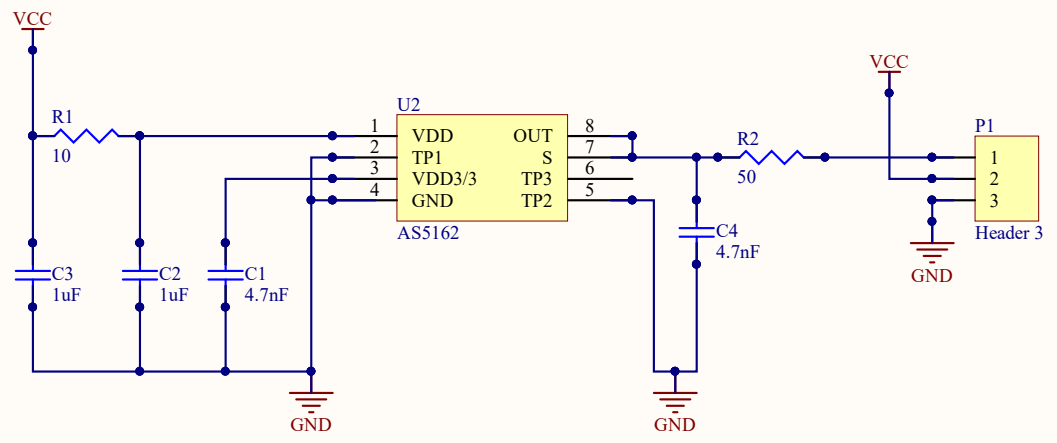 VCC
R1
10
C3
1uF
C2
1uF
C1
4.7nF
GND
U2
1 VDD OUT 8
2 TP1 S 7
3 VDD3/3 TP3 6
4 GND TP2 5
AS5162
R2
50
C4
4.7nF
GND
VCC
P1
1
2
3
Header 3
GND